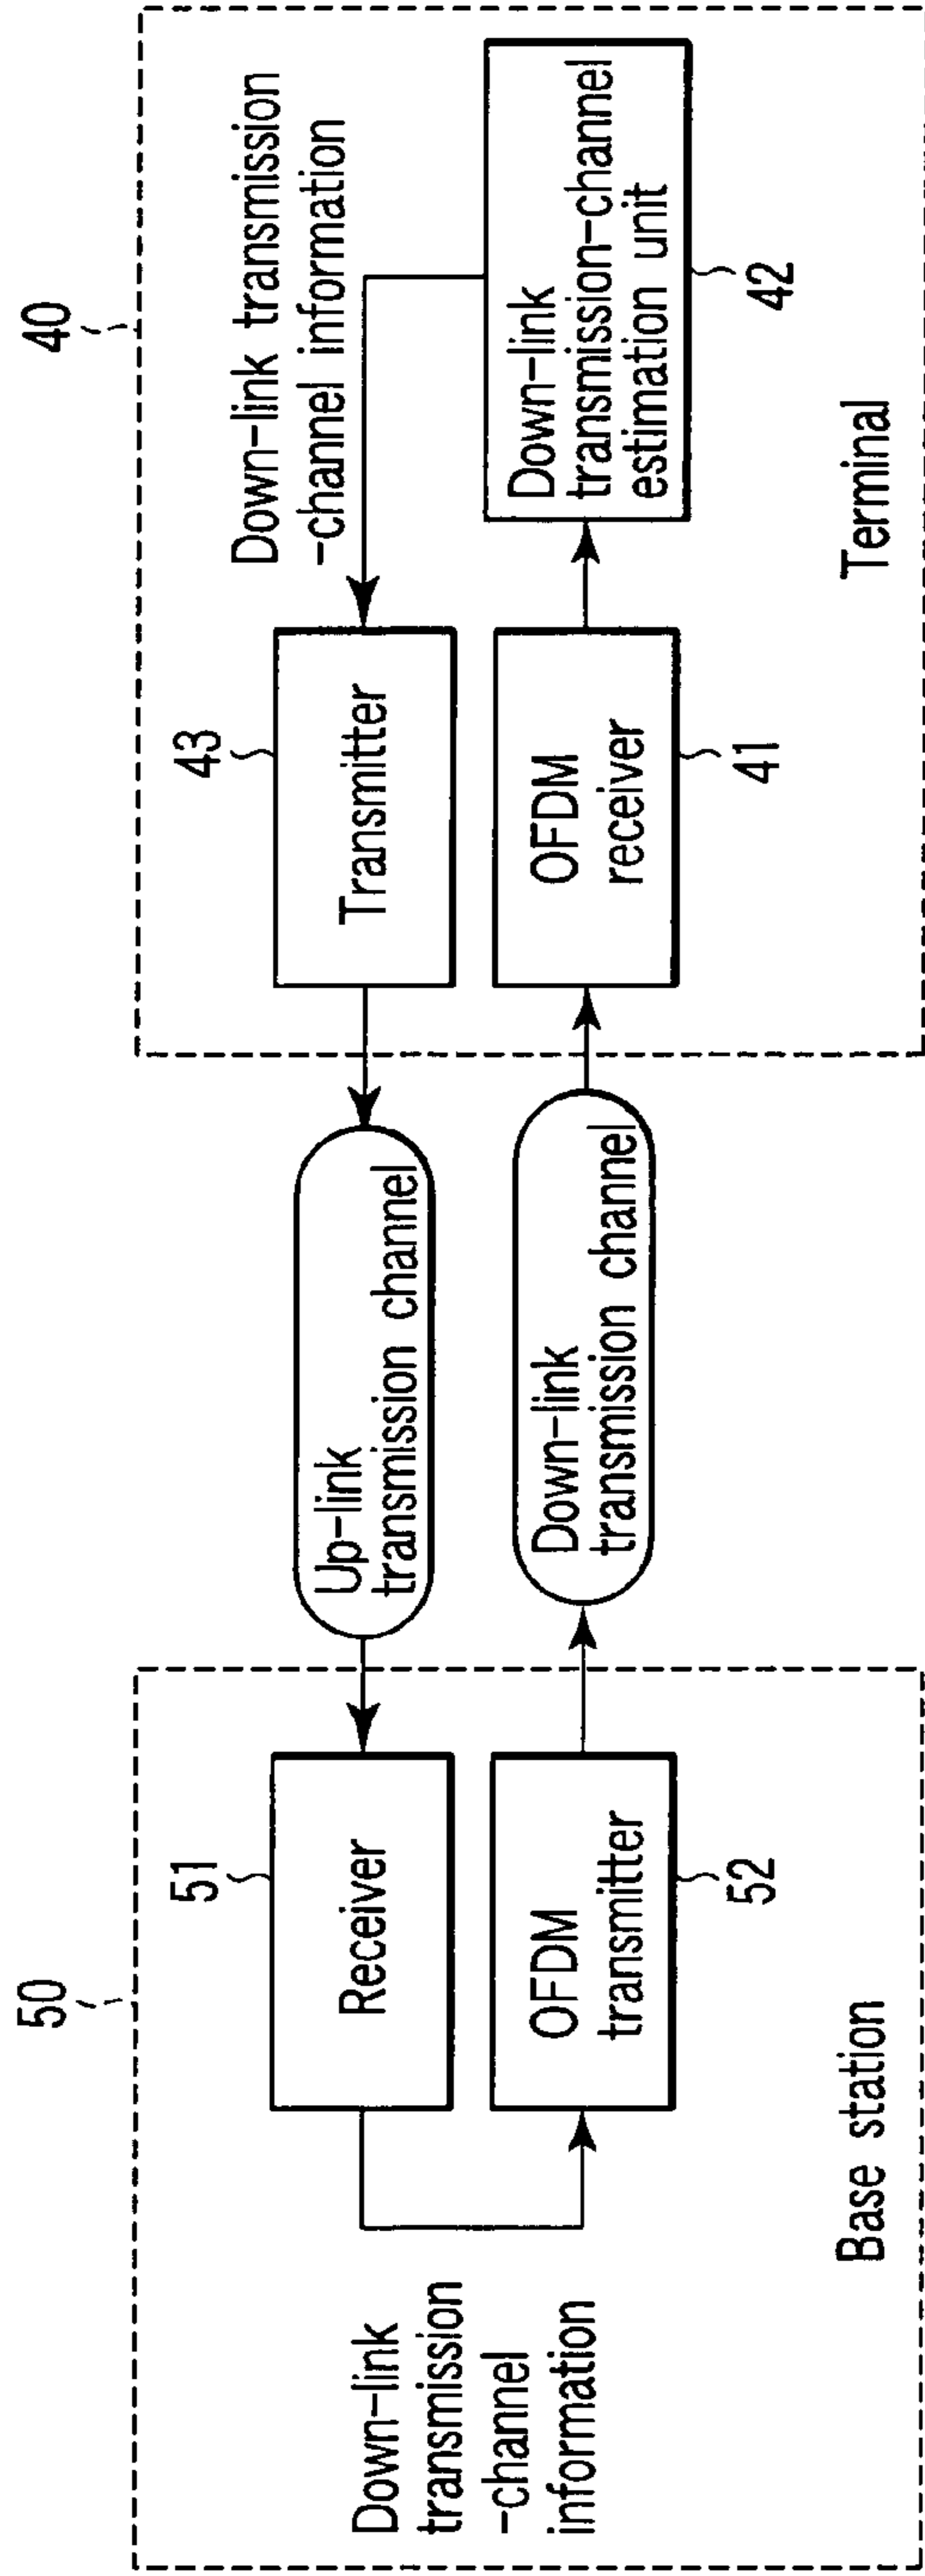 50
40
51
Receiver
Up-link
transmission channel
43
Transmitter
Down-link transmission
-channel information
Down-link
transmission
-channel
information
OFDM
transmitter
52
Down-link
transmission channel
OFDM
receiver
41
Down-link
transmission-channel
estimation unit
42
Base station
Terminal